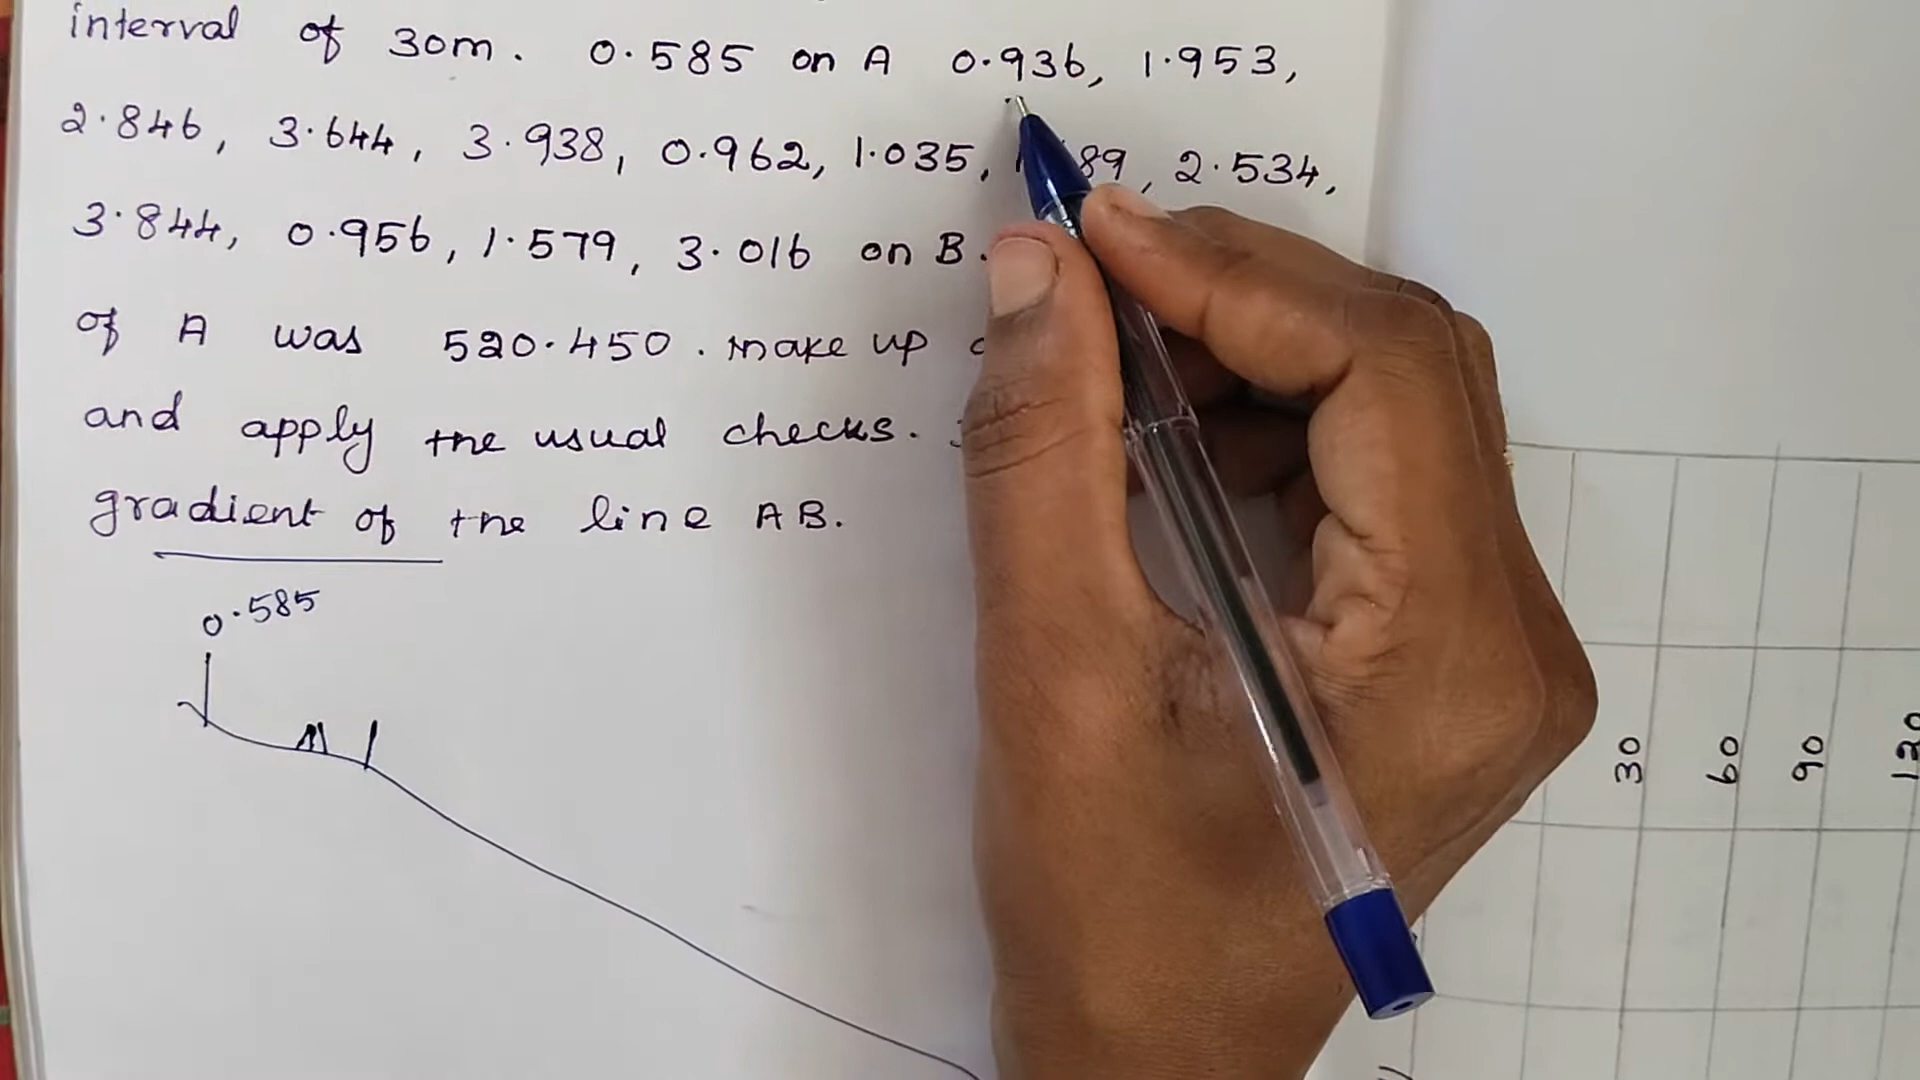 interval of 30m. 0.585 on A 0.936, 1.953,
2.846, 3.644, 3.938, 0.962, 1.035, 89, 2.534,
3.844, 0.956, 1.579, 3.016 on B.
of A was 520.450. make up
and apply the usual checks.
gradient of the line AB.
0.585
30
60
90
120